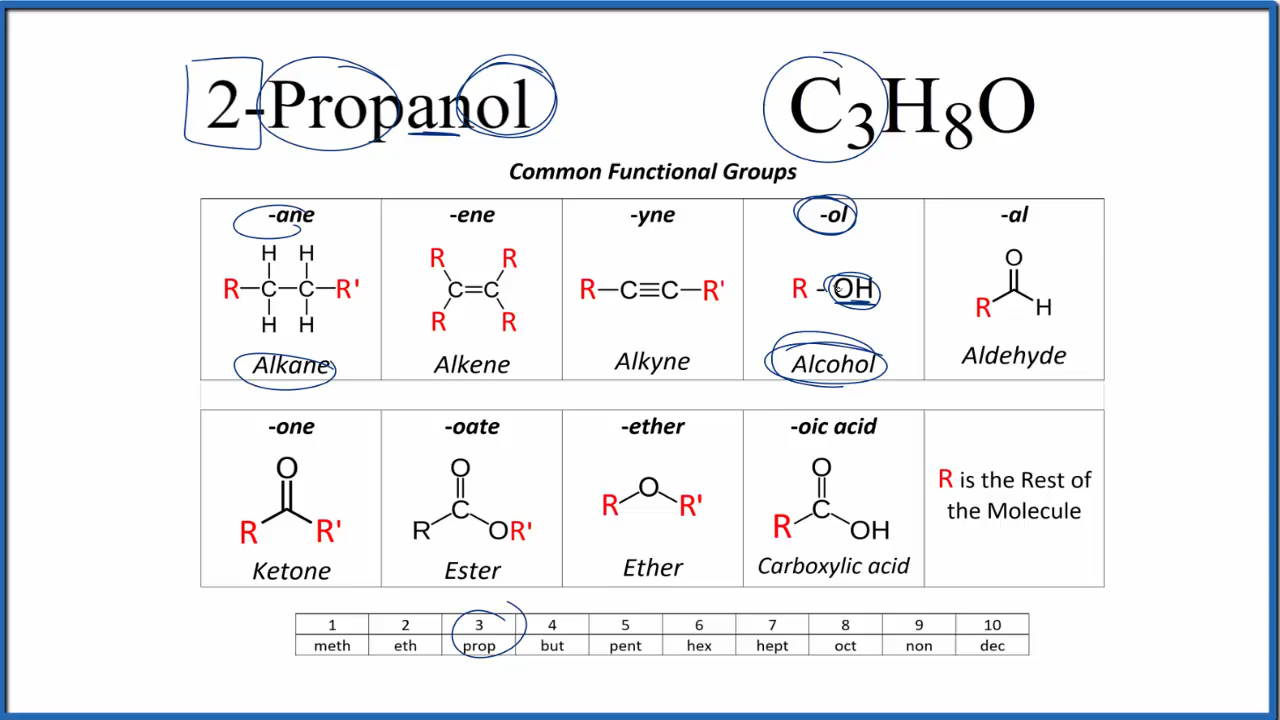 2-Propanol C₃H₈O
Common Functional Groups
-ane -ene -yne -ol -al
H H R R O
R C C R' C C R C C R' R - OH R H
H H R R
Alkane Alkene Alkyne Alcohol Aldehyde
-one -oate -ether -oic acid
O O O
R R' R C OR' R O R' R C OH
R is the Rest of
the Molecule
Ketone Ester Ether Carboxylic acid
1 2 3 4 5 6 7 8 9 10
meth eth prop but pent hex hept oct non dec